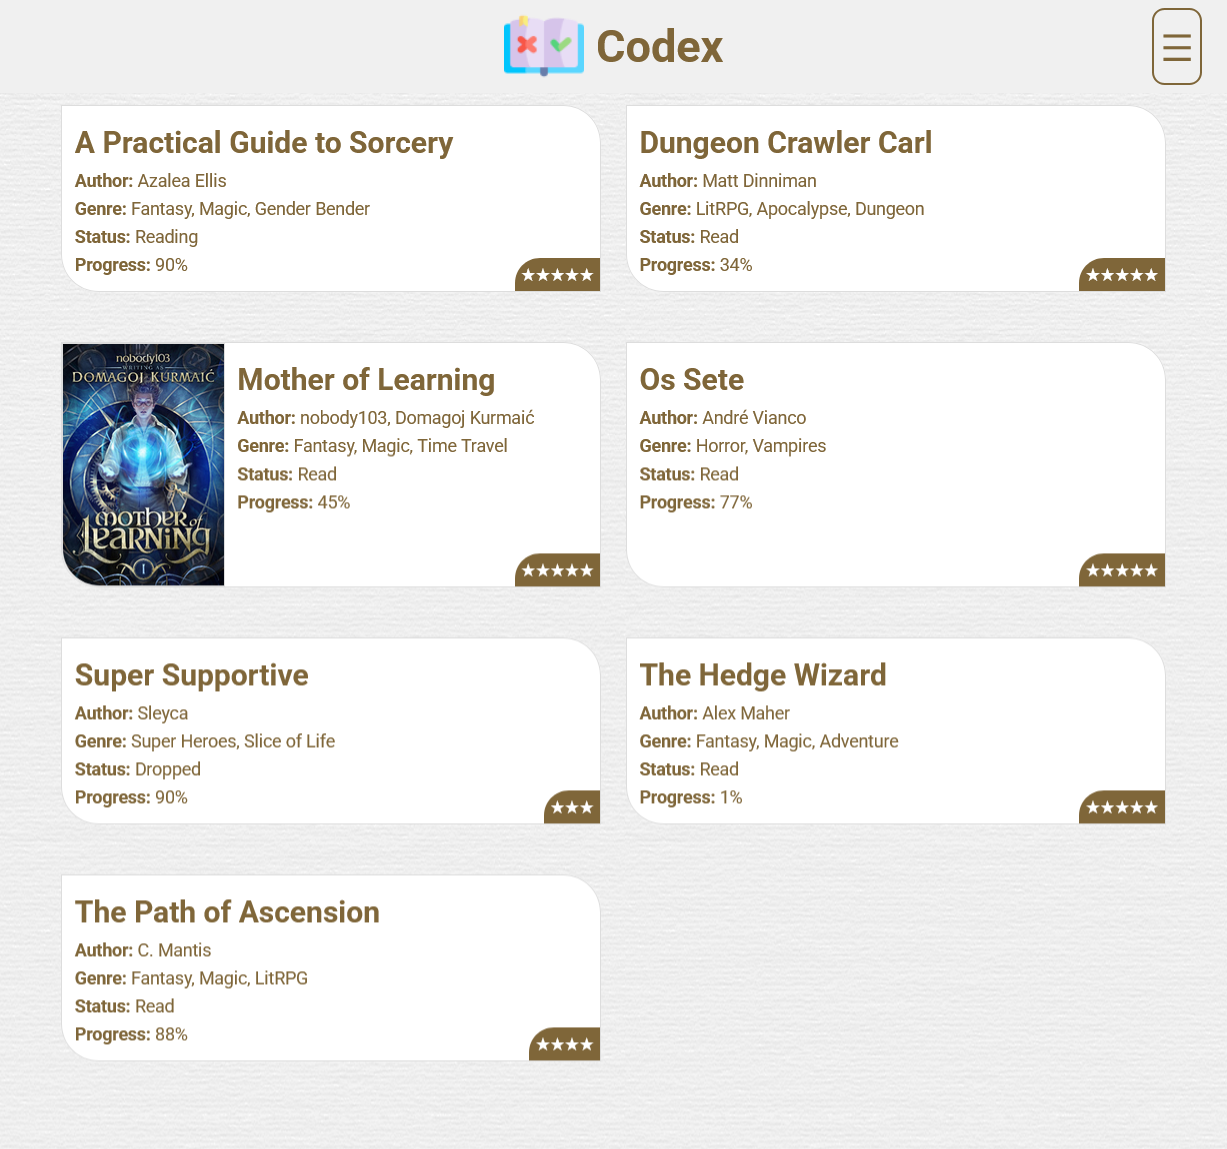 Codex
☰
A Practical Guide to Sorcery
Author: Azalea Ellis
Genre: Fantasy, Magic, Gender Bender
Status: Reading
Progress: 90%
★★★★★
Dungeon Crawler Carl
Author: Matt Dinniman
Genre: LitRPG, Apocalypse, Dungeon
Status: Read
Progress: 34%
★★★★★
nobody103
WRITING AS
DOMAGOJ KURMAIĆ
MOTHER of
LEARNING
I
Mother of Learning
Author: nobody103, Domagoj Kurmaić
Genre: Fantasy, Magic, Time Travel
Status: Read
Progress: 45%
★★★★★
Os Sete
Author: André Vianco
Genre: Horror, Vampires
Status: Read
Progress: 77%
★★★★★
Super Supportive
Author: Sleyca
Genre: Super Heroes, Slice of Life
Status: Dropped
Progress: 90%
★★★
The Hedge Wizard
Author: Alex Maher
Genre: Fantasy, Magic, Adventure
Status: Read
Progress: 1%
★★★★★
The Path of Ascension
Author: C. Mantis
Genre: Fantasy, Magic, LitRPG
Status: Read
Progress: 88%
★★★★